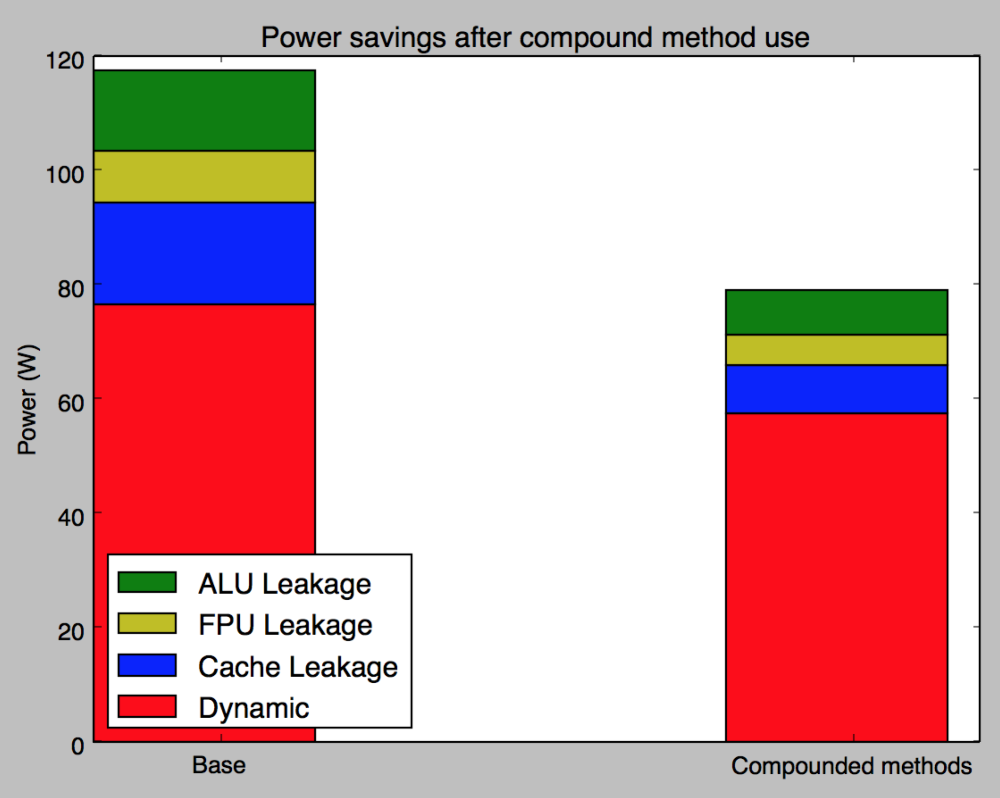 Power savings after compound method use
120
100
80
60
40
20
0
Power (W)
ALU Leakage
FPU Leakage
Cache Leakage
Dynamic
Base
Compounded methods